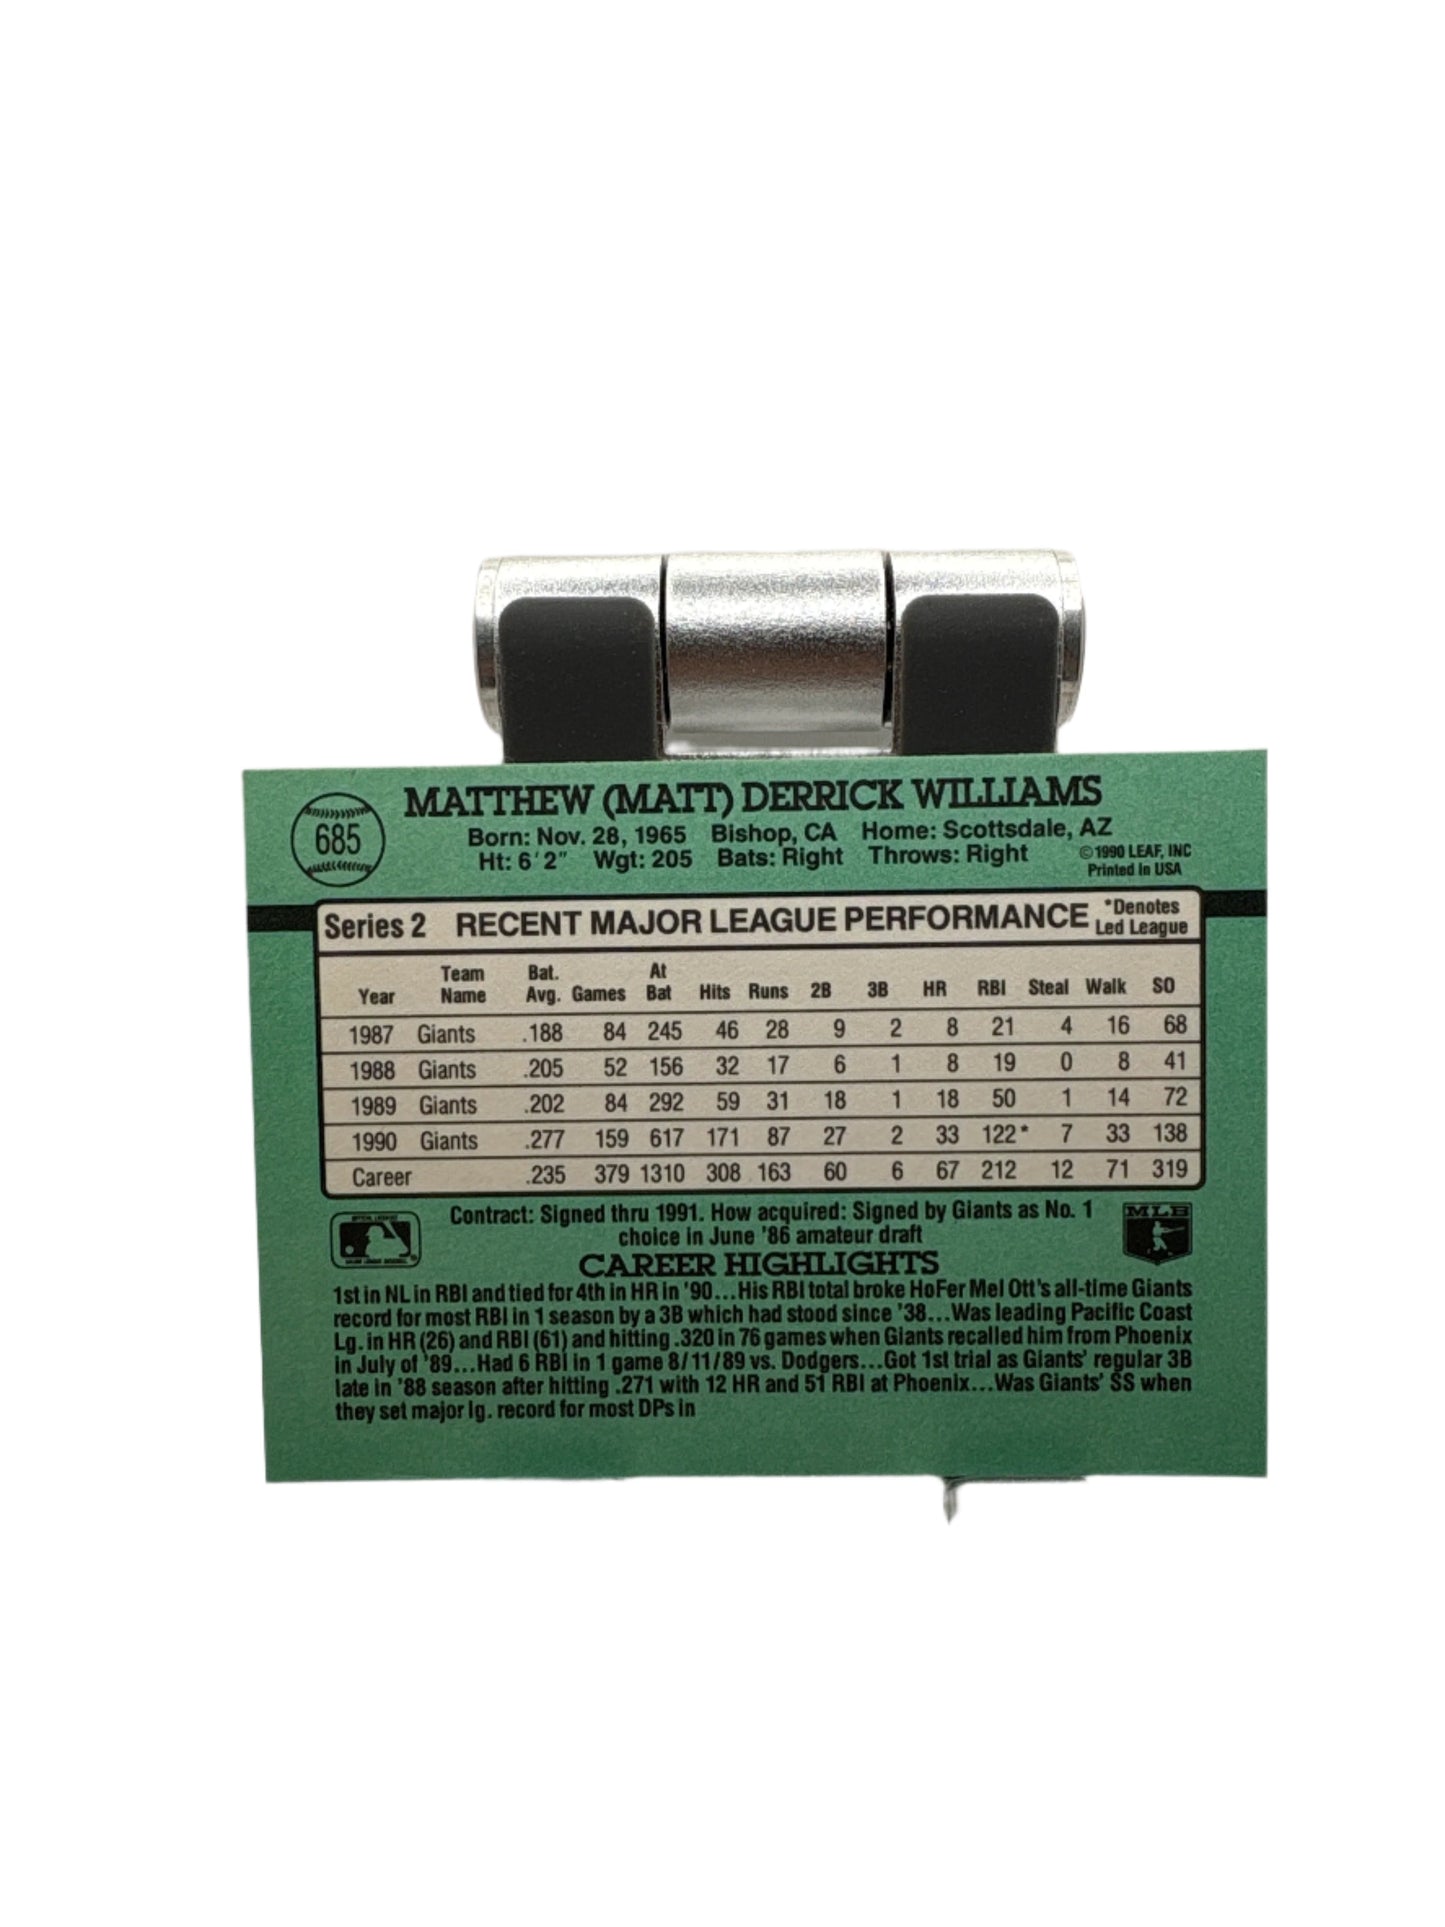 685
MATTHEW (MATT) DERRICK WILLIAMS
Born: Nov. 28, 1965 Bishop, CA Home: Scottsdale, AZ
Ht: 6' 2" Wgt: 205 Bats: Right Throws: Right
©1990 LEAF, INC
Printed In USA
Series 2 RECENT MAJOR LEAGUE PERFORMANCE *Denotes Led League
Year Team Name Bat. Avg. Games At Bat Hits Runs 2B 3B HR RBI Steal Walk SO
1987 Giants .188 84 245 46 28 9 2 8 21 4 16 68
1988 Giants .205 52 156 32 17 6 1 8 19 0 8 41
1989 Giants .202 84 292 59 31 18 1 18 50 1 14 72
1990 Giants .277 159 617 171 87 27 2 33 122* 7 33 138
Career .235 379 1310 308 163 60 6 67 212 12 71 319
Contract: Signed thru 1991. How acquired: Signed by Giants as No. 1
choice in June '86 amateur draft
MLB
CAREER HIGHLIGHTS
1st in NL in RBI and tied for 4th in HR in '90...His RBI total broke HoFer Mel Ott's all-time Giants
record for most RBI in 1 season by a 3B which had stood since '38...Was leading Pacific Coast
Lg. in HR (26) and RBI (61) and hitting .320 in 76 games when Giants recalled him from Phoenix
in July of '89...Had 6 RBI in 1 game 8/11/89 vs. Dodgers...Got 1st trial as Giants' regular 3B
late in '88 season after hitting .271 with 12 HR and 51 RBI at Phoenix...Was Giants' SS when
they set major lg. record for most DPs in